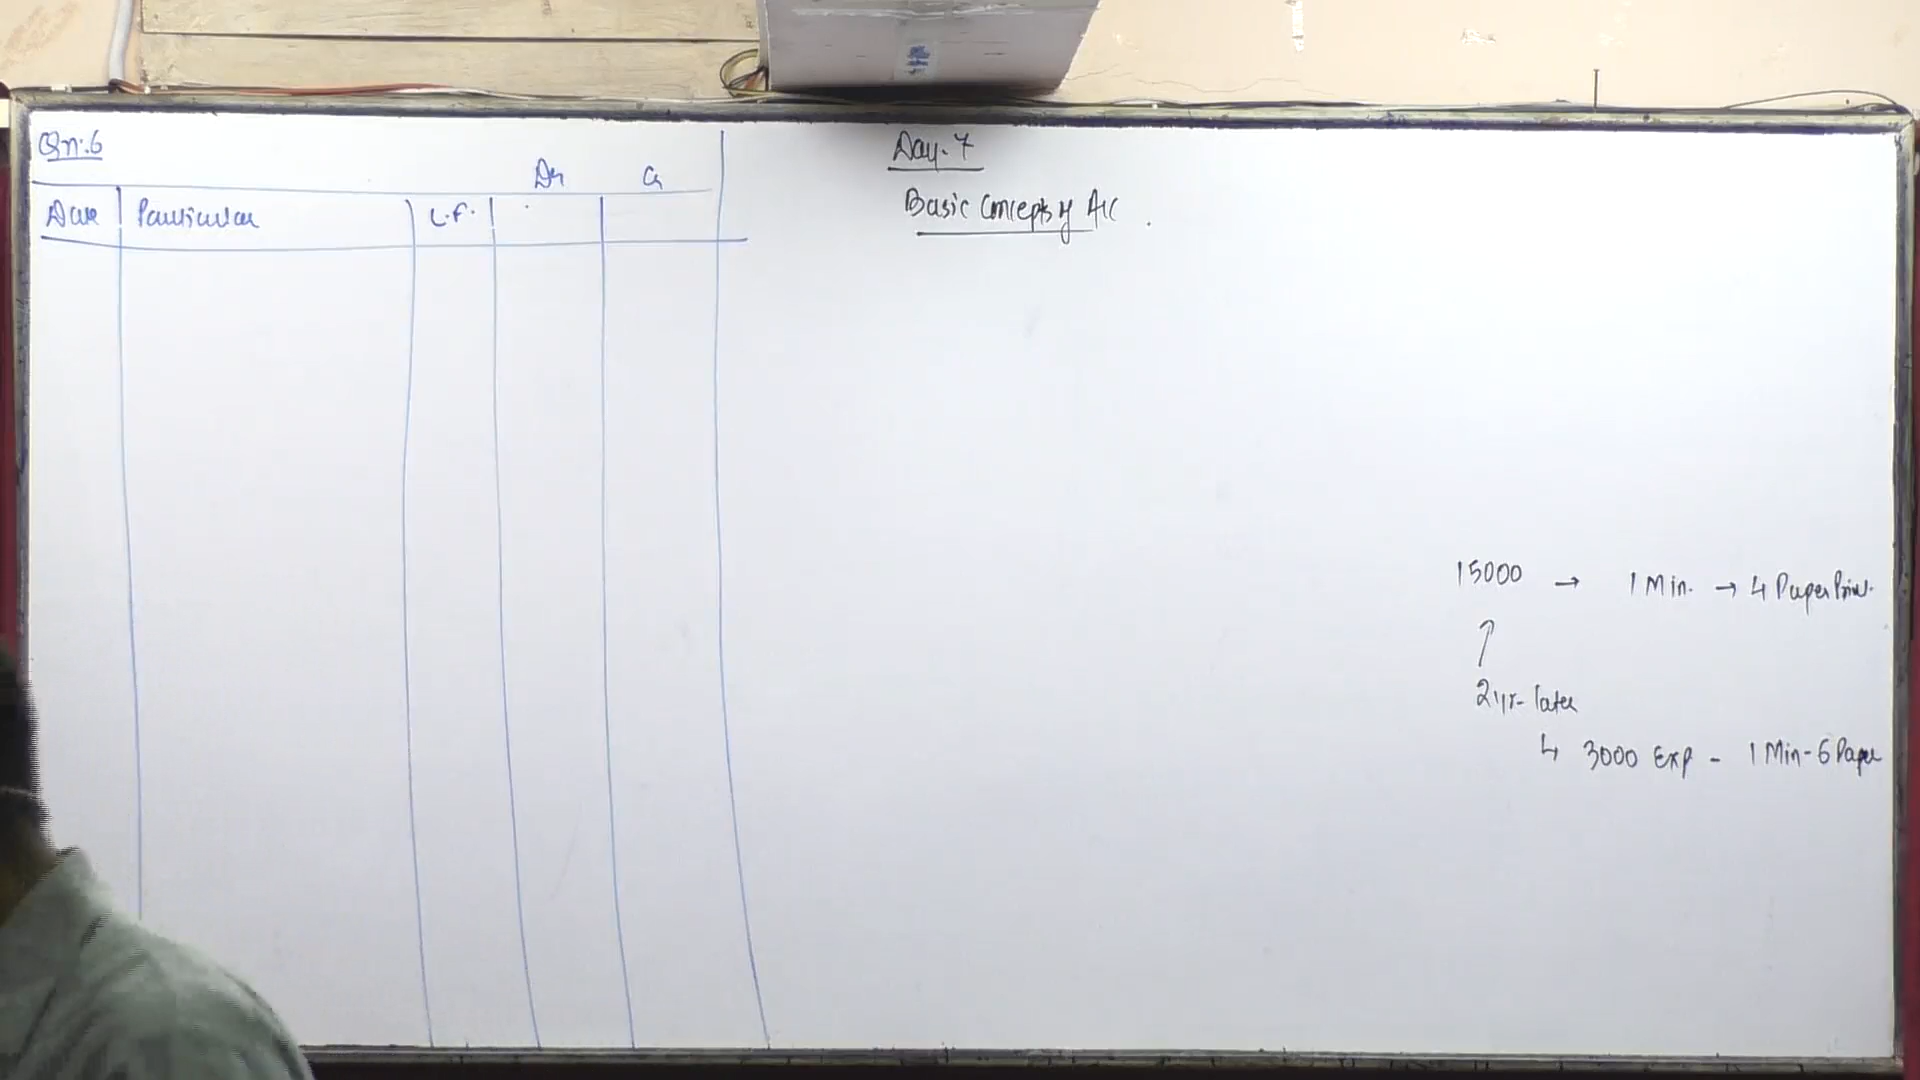 Qn:6
Dr Cr
Date Particular L.F.
Day. 7
Basic Concepts of A/c
15000 → 1 Min. → 4 Paper Print.
↑
2 yr- later
↳ 3000 Exp - 1 Min - 6 Paper